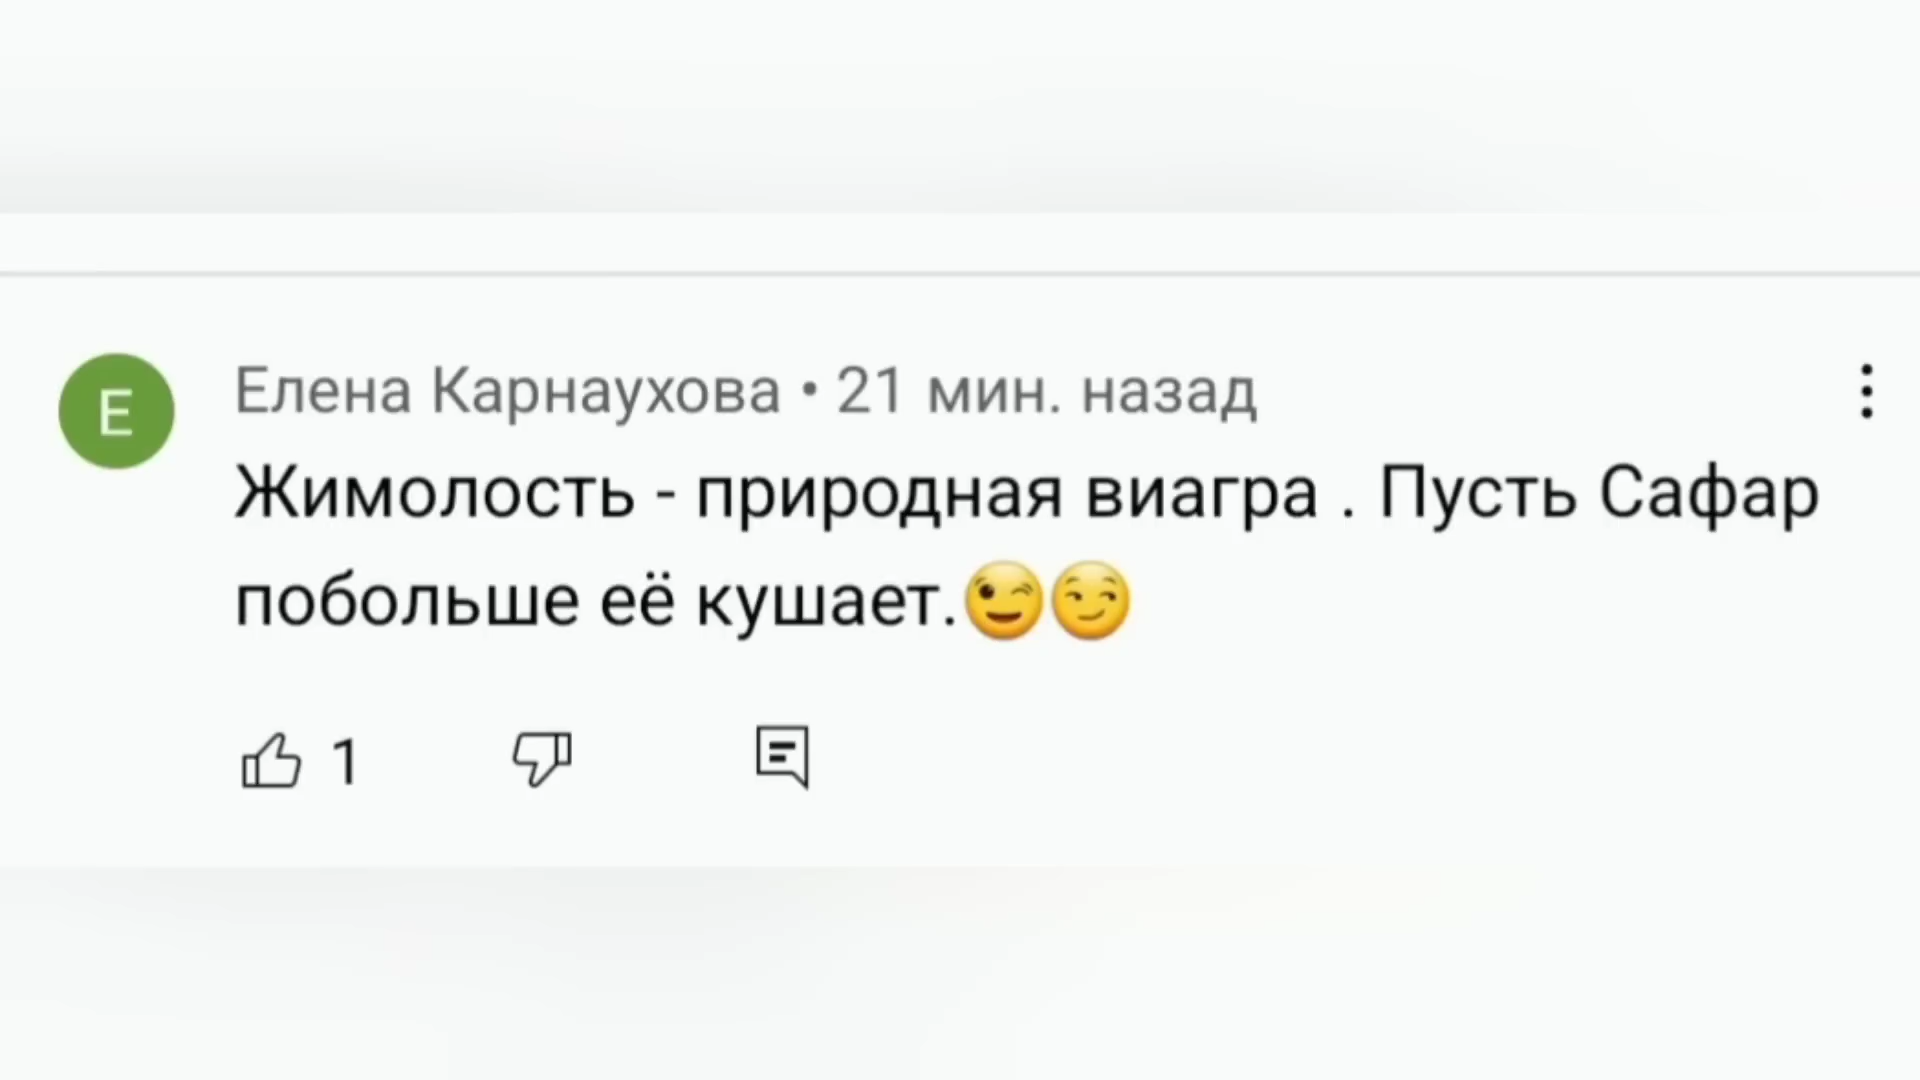 Е
Елена Карнаухова • 21 мин. назад
Жимолость - природная виагра . Пусть Сафар
побольше её кушает.😉😏
1